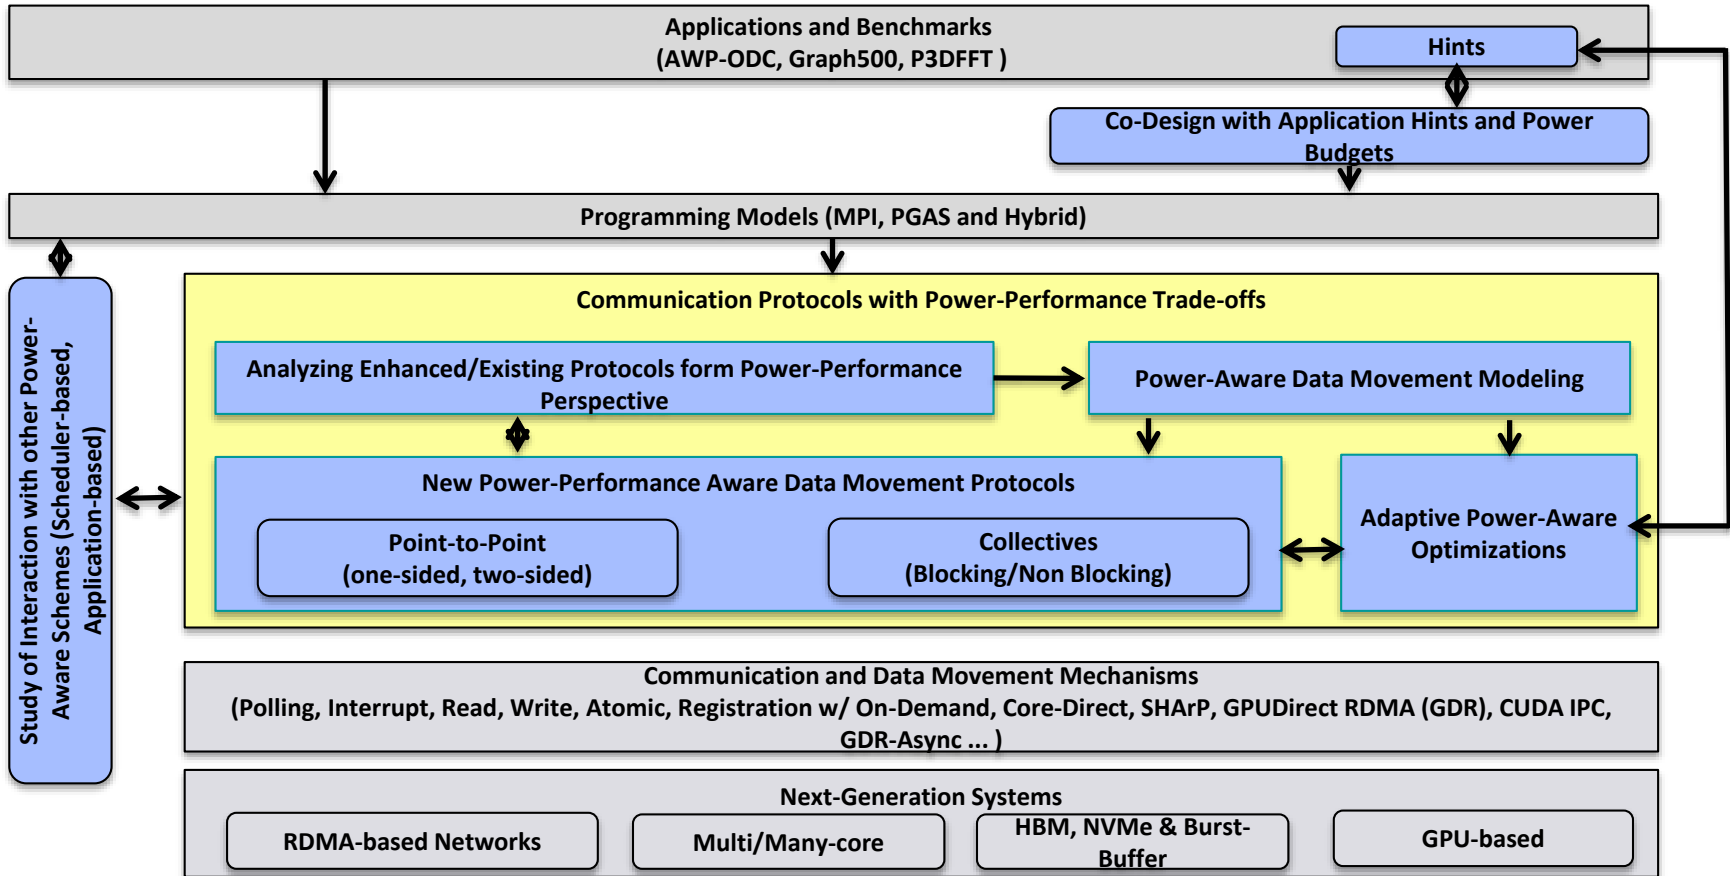 Applications and Benchmarks
(AWP-ODC, Graph500, P3DFFT )
Hints
Co-Design with Application Hints and Power
Budgets
Programming Models (MPI, PGAS and Hybrid)
Study of Interaction with other Power-
Aware Schemes (Scheduler-based,
Application-based)
Communication Protocols with Power-Performance Trade-offs
Analyzing Enhanced/Existing Protocols form Power-Performance
Perspective
Power-Aware Data Movement Modeling
New Power-Performance Aware Data Movement Protocols
Point-to-Point
(one-sided, two-sided)
Collectives
(Blocking/Non Blocking)
Adaptive Power-Aware
Optimizations
Communication and Data Movement Mechanisms
(Polling, Interrupt, Read, Write, Atomic, Registration w/ On-Demand, Core-Direct, SHArP, GPUDirect RDMA (GDR), CUDA IPC,
GDR-Async ... )
Next-Generation Systems
RDMA-based Networks
Multi/Many-core
HBM, NVMe & Burst-
Buffer
GPU-based